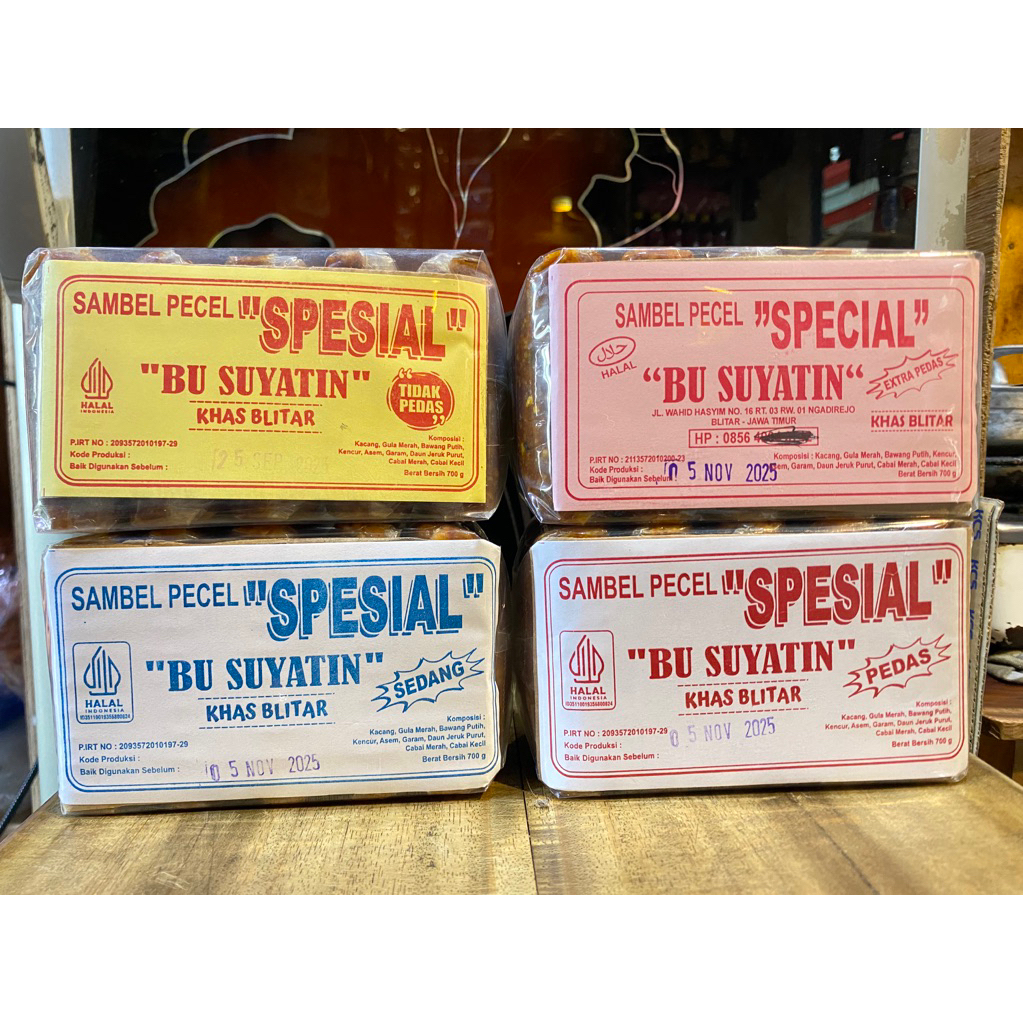 SAMBEL PECEL "SPESIAL"
"BU SUYATIN"
KHAS BLITAR
HALAL
INDONESIA
TIDAK
PEDAS
P.IRT NO : 2093572010197-29
Kode Produksi :
Baik Digunakan Sebelum :
25 SEP
Komposisi :
Kacang, Gula Merah, Bawang Putih,
Kencur, Asem, Garam, Daun Jeruk Purut,
Cabai Merah, Cabai Kecil
Berat Bersih 700 g
SAMBEL PECEL "SPECIAL"
حلال
HALAL
"BU SUYATIN"
EXTRA PEDAS
JL. WAHID HASYIM NO. 16 RT. 03 RW. 01 NGADIREJO
BLITAR - JAWA TIMUR
KHAS BLITAR
HP : 0856
P.IRT NO : 2113572010200-23
Kode Produksi :
Baik Digunakan Sebelum
05 NOV 2025
Komposisi : Kacang, Gula Merah, Bawang Putih, Kencur,
Asem, Garam, Daun Jeruk Purut,
Cabai Merah, Cabai Kecil
Berat Bersih 700 g
SAMBEL PECEL "SPESIAL"
"BU SUYATIN"
KHAS BLITAR
SEDANG
HALAL
INDONESIA
P.IRT NO : 2093572010197-29
Kode Produksi :
Baik Digunakan Sebelum :
05 NOV 2025
Komposisi :
Kacang, Gula Merah, Bawang Putih,
Kencur, Asem, Garam, Daun Jeruk Purut,
Cabai Merah, Cabai Kecil
Berat Bersih 700 g
SAMBEL PECEL "SPESIAL"
"BU SUYATIN"
KHAS BLITAR
PEDAS
HALAL
INDONESIA
P.IRT NO : 2093572010197-29
Kode Produksi :
Baik Digunakan Sebelum :
05 NOV 2025
Komposisi :
Kacang, Gula Merah, Bawang Putih,
Kencur, Asem, Garam, Daun Jeruk Purut,
Cabai Merah, Cabai Kecil
Berat Bersih 700 g